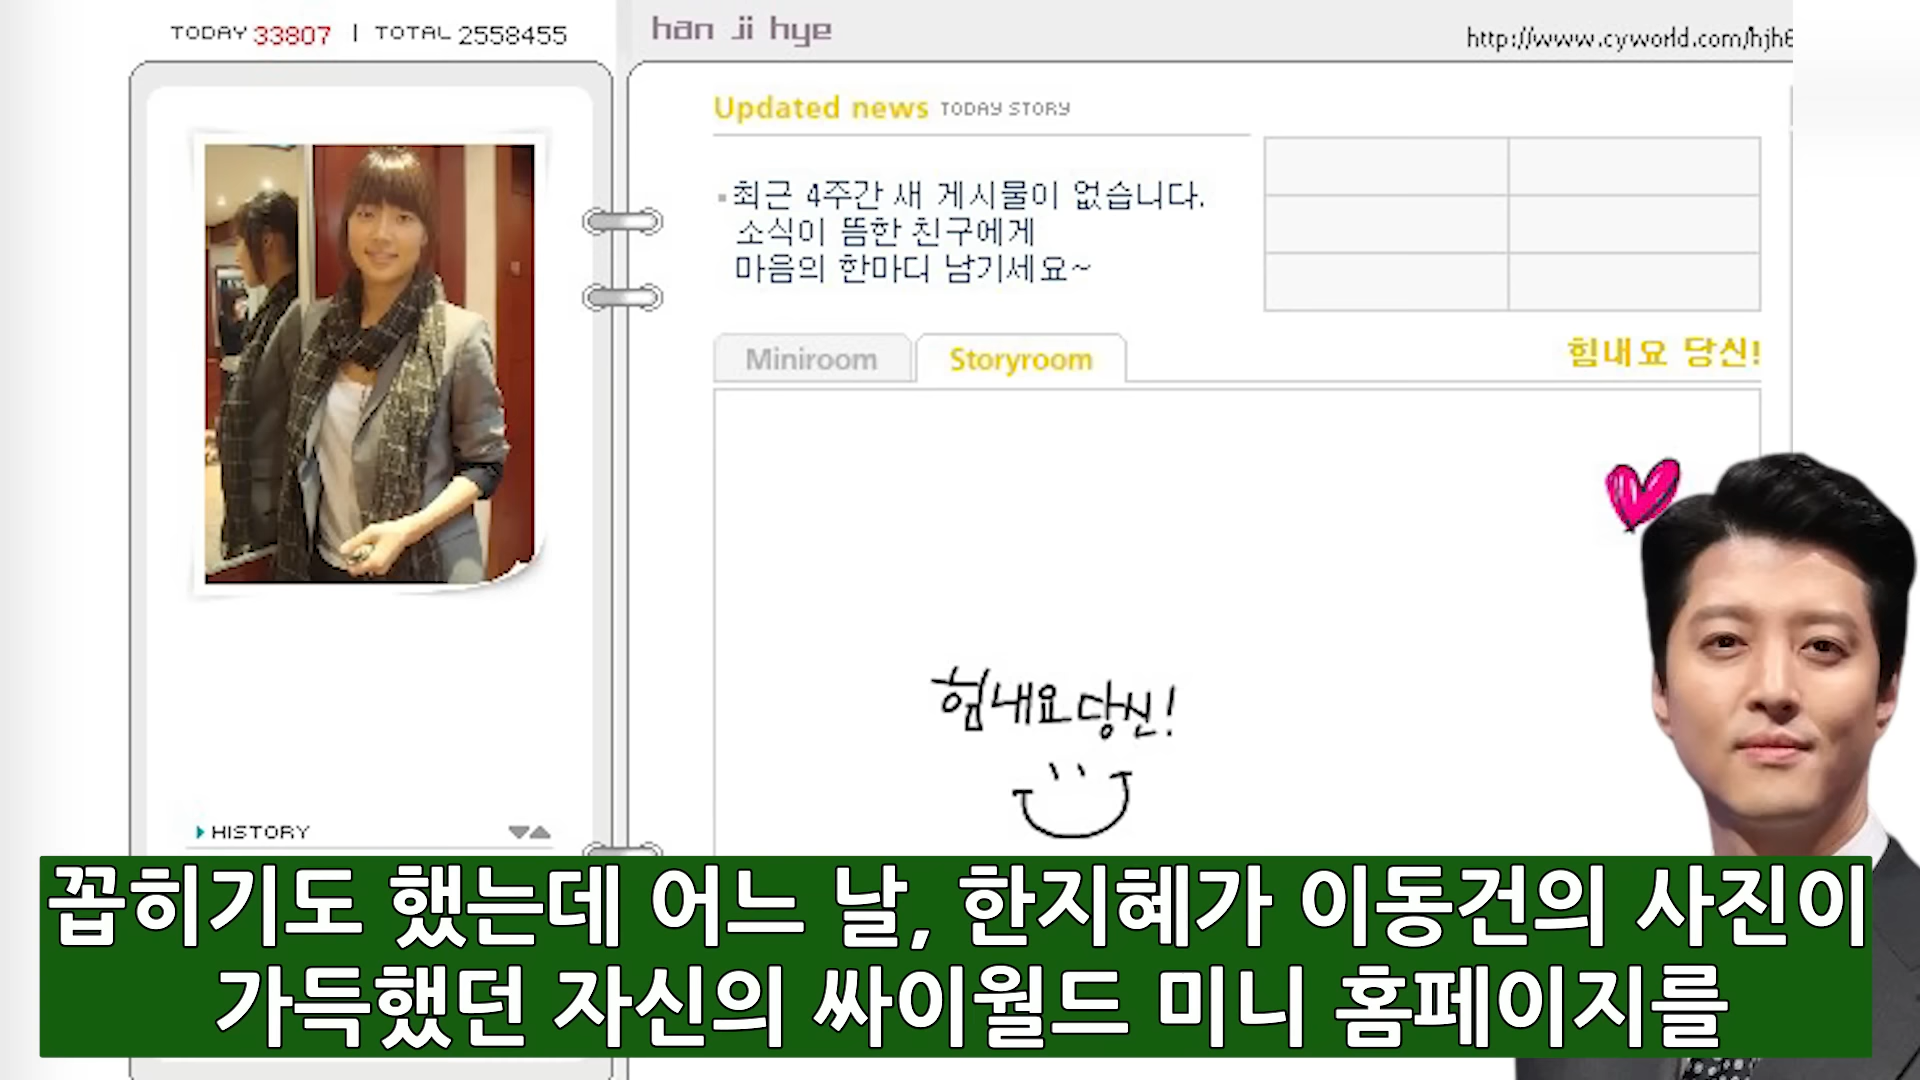 TODAY 33807 | TOTAL 2558455
han ji hye
Updated news TODAY STORY
최근 4주간 새 게시물이 없습니다.
소식이 뜸한 친구에게
마음의 한마디 남기세요~
Miniroom
Storyroom
힘내요 당신!
힘내요 당신!
HISTORY
꼽히기도 했는데 어느 날, 한지혜가 이동건의 사진이
가득했던 자신의 싸이월드 미니 홈페이지를